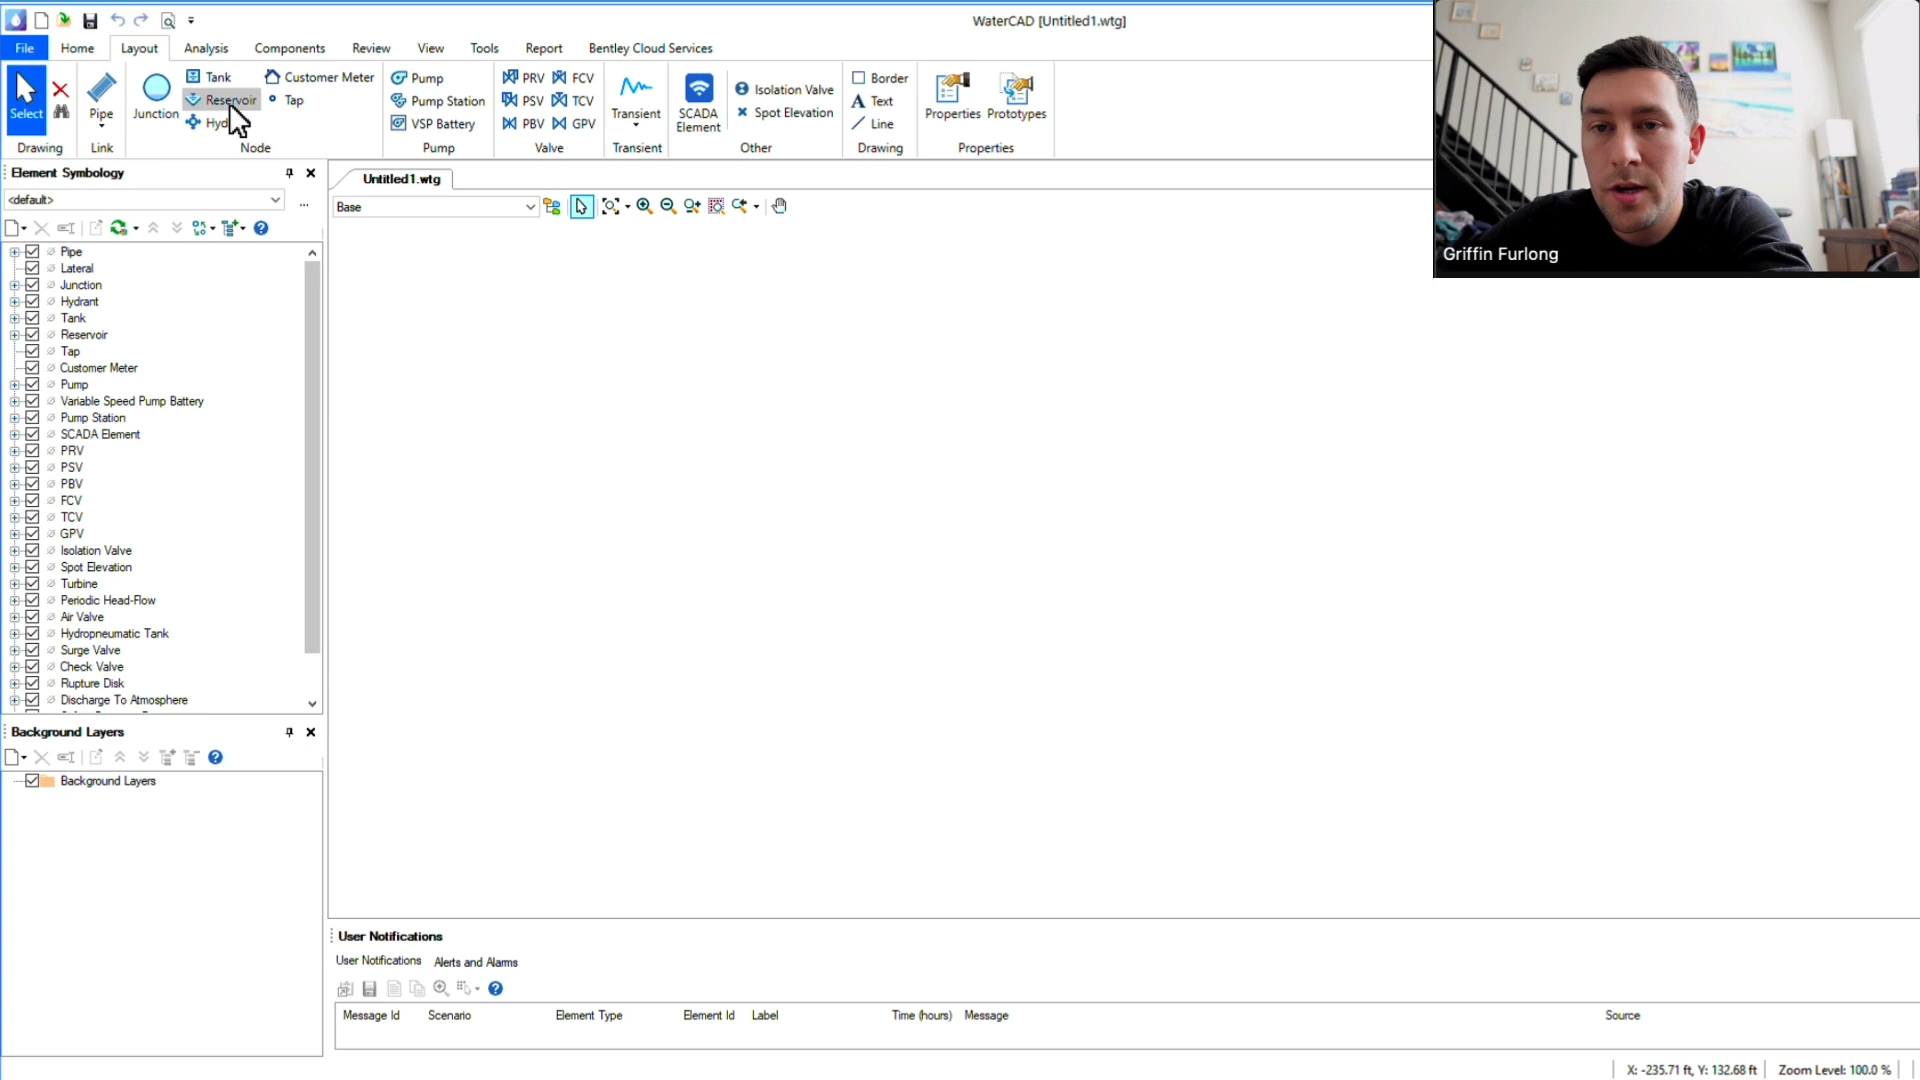 WaterCAD [Untitled1.wtg]
File Home Layout Analysis Components Review View Tools Report Bentley Cloud Services
Select
Drawing
Pipe
Link
Junction
Tank
Reservoir
Hyd
Customer Meter
Tap
Node
Pump
Pump Station
VSP Battery
Pump
PRV FCV
PSV TCV
PBV GPV
Valve
Transient
Transient
SCADA
Element
Isolation Valve
Spot Elevation
Other
Border
Text
Line
Drawing
Properties Prototypes
Properties
Griffin Furlong
Element Symbology
<default>
...
Pipe
Lateral
Junction
Hydrant
Tank
Reservoir
Tap
Customer Meter
Pump
Variable Speed Pump Battery
Pump Station
SCADA Element
PRV
PSV
PBV
FCV
TCV
GPV
Isolation Valve
Spot Elevation
Turbine
Periodic Head-Flow
Air Valve
Hydropneumatic Tank
Surge Valve
Check Valve
Rupture Disk
Discharge To Atmosphere
Background Layers
Background Layers
Untitled1.wtg
Base
User Notifications
User Notifications Alerts and Alarms
Message Id Scenario Element Type Element Id Label Time (hours) Message Source
X: -235.71 ft, Y: 132.68 ft Zoom Level: 100.0 %